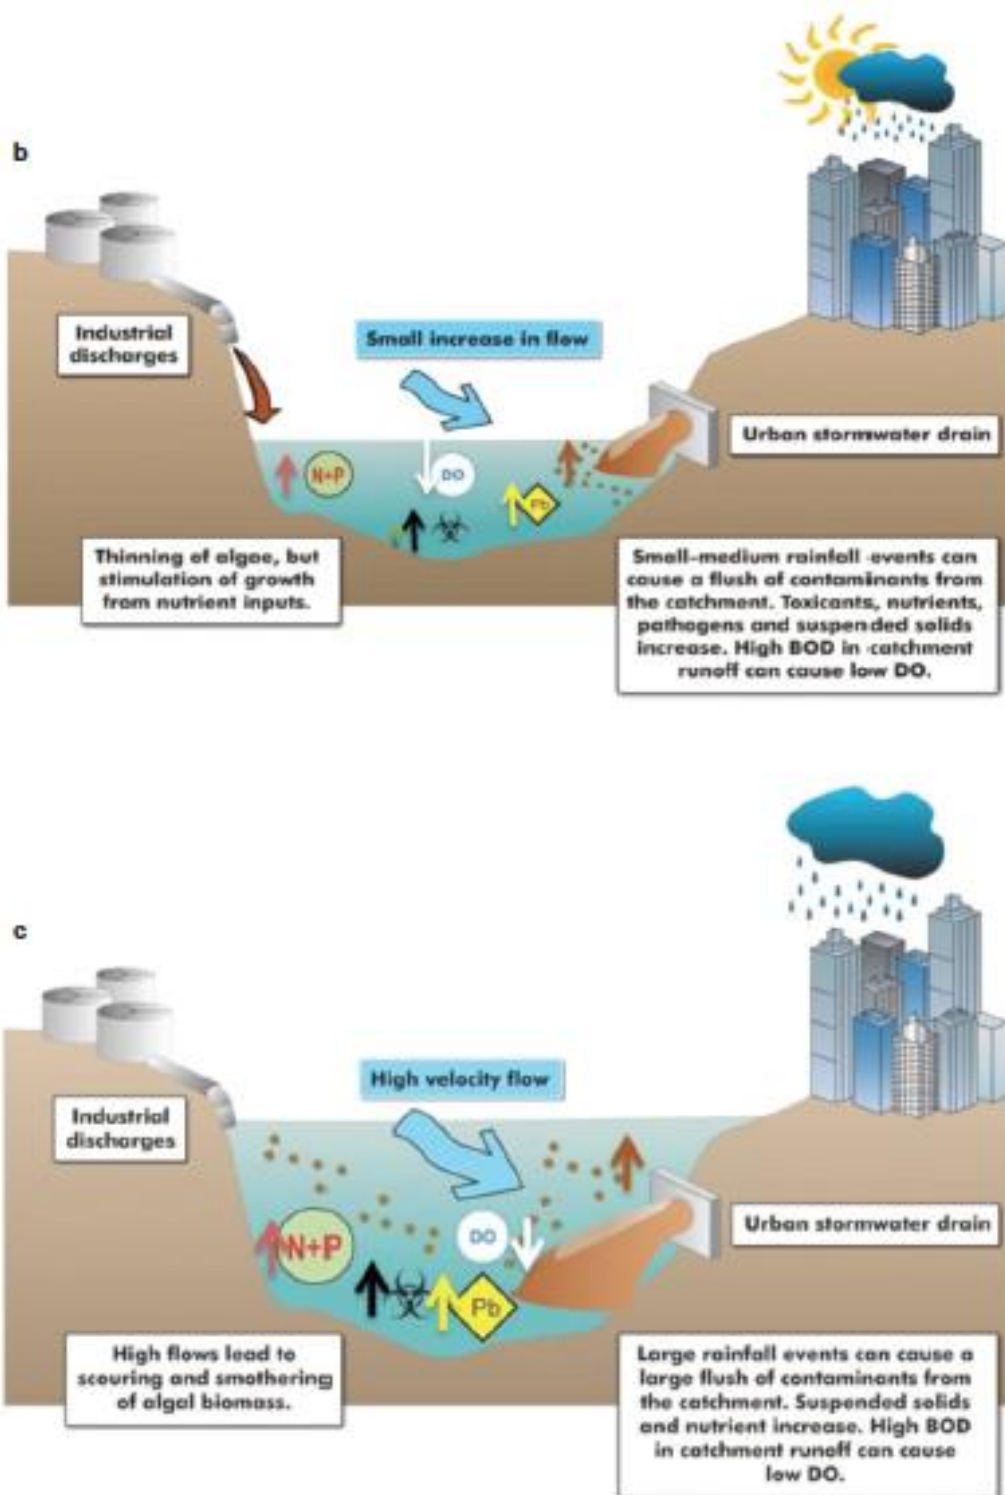 b
Industrial
discharges
Small increase in flow
Urban stormwater drain
N+P
DO
Pb
Thinning of algae, but
stimulation of growth
from nutrient inputs.
Small-medium rainfall events can
cause a flush of contaminants from
the catchment. Toxicants, nutrients,
pathogens and suspended solids
increase. High BOD in catchment
runoff can cause low DO.
c
High velocity flow
Industrial
discharges
Urban stormwater drain
DO
N+P
Pb
High flows lead to
scouring and smothering
of algal biomass.
Large rainfall events can cause a
large flush of contaminants from
the catchment. Suspended solids
and nutrient increase. High BOD
in catchment runoff can cause
low DO.